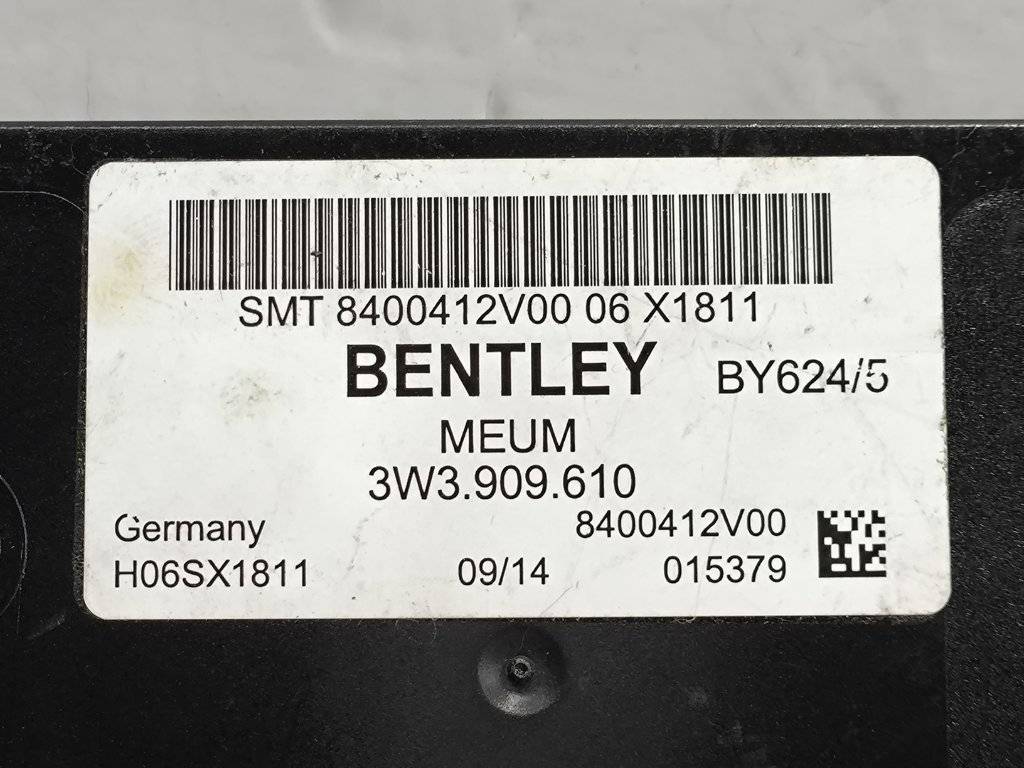 SMT 8400412V00 06 X1811
BENTLEY BY624/5
MEUM
3W3.909.610
Germany 8400412V00
H06SX1811 09/14 015379